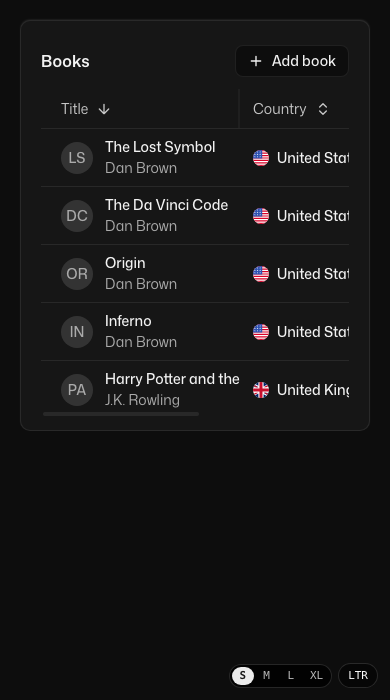 Books
Add book
Title
Country
LS
The Lost Symbol
Dan Brown
United Stat
DC
The Da Vinci Code
Dan Brown
United Stat
OR
Origin
Dan Brown
United Stat
IN
Inferno
Dan Brown
United Stat
PA
Harry Potter and the
J.K. Rowling
United King
S M L XL LTR